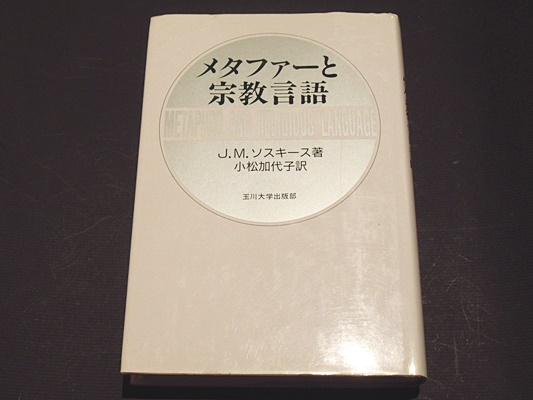 メタファーと
宗教言語
METAPHOR AND RELIGIOUS LANGUAGE
J.M.ソスキース著
小松加代子訳
玉川大学出版部